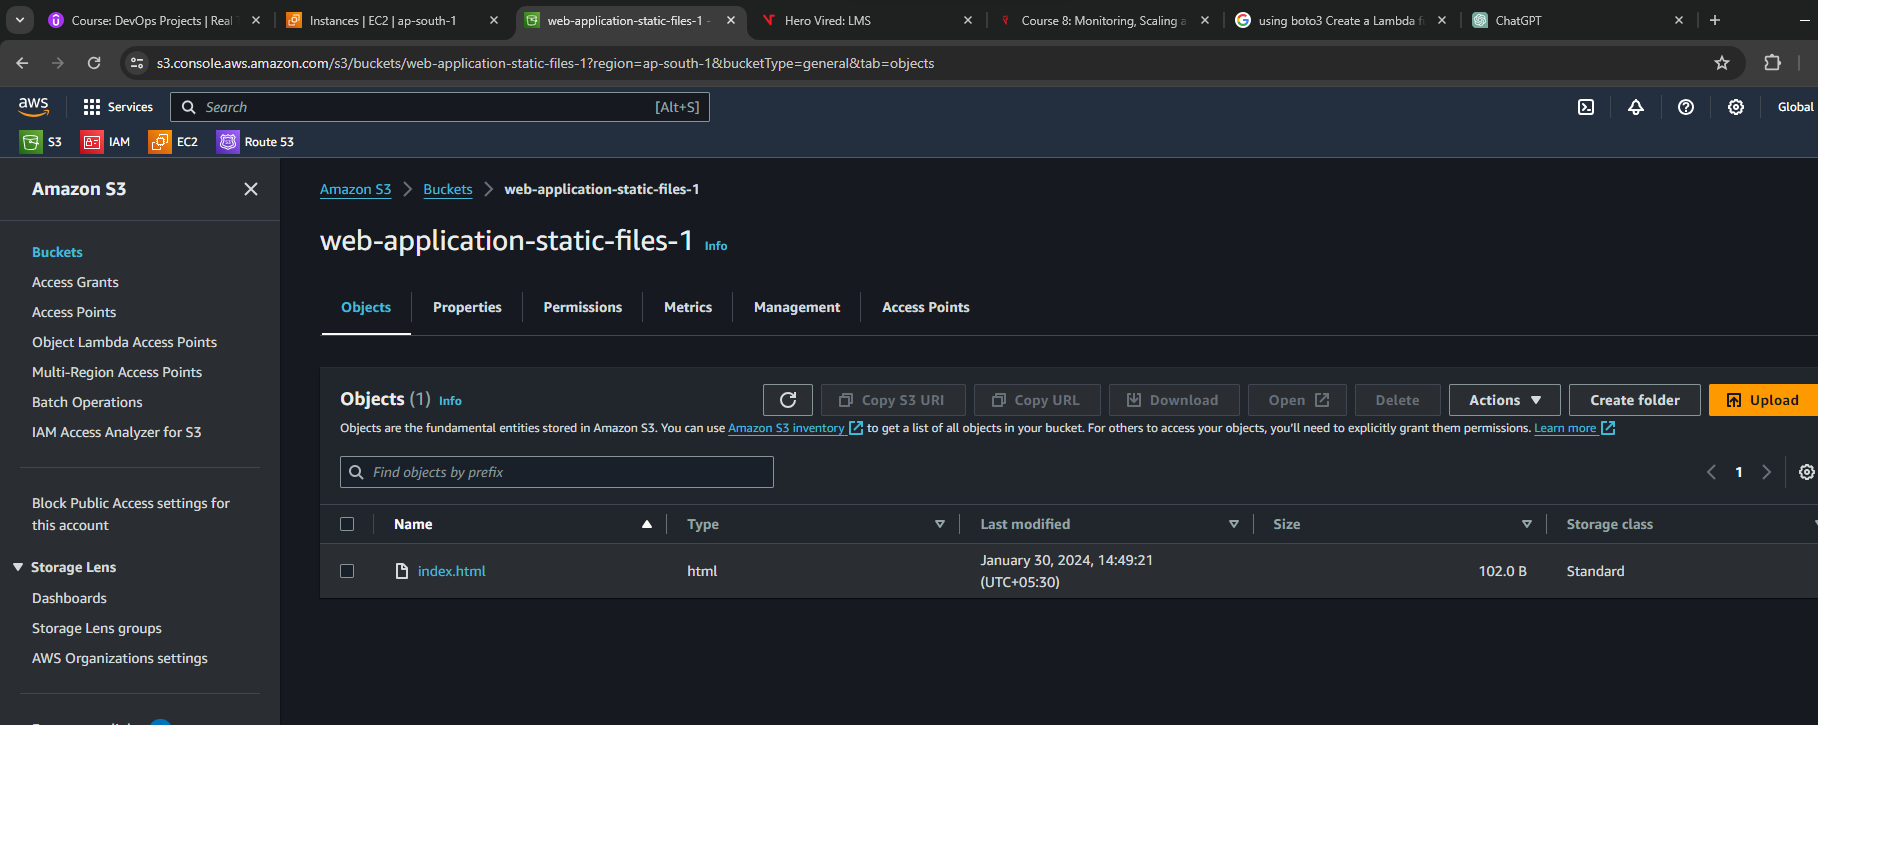 Course: DevOps Projects | Real
Instances | EC2 | ap-south-1
web-application-static-files-1 -
Hero Vired: LMS
Course 8: Monitoring, Scaling a
using boto3 Create a Lambda f
ChatGPT
s3.console.aws.amazon.com/s3/buckets/web-application-static-files-1?region=ap-south-1&bucketType=general&tab=objects
aws
Services
Search
[Alt+S]
Global
S3
IAM
EC2
Route 53
Amazon S3
Buckets
Access Grants
Access Points
Object Lambda Access Points
Multi-Region Access Points
Batch Operations
IAM Access Analyzer for S3
Block Public Access settings for
this account
Storage Lens
Dashboards
Storage Lens groups
AWS Organizations settings
Amazon S3 Buckets web-application-static-files-1
web-application-static-files-1 Info
Objects
Properties
Permissions
Metrics
Management
Access Points
Objects (1) Info
Copy S3 URI
Copy URL
Download
Open
Delete
Actions
Create folder
Upload
Objects are the fundamental entities stored in Amazon S3. You can use Amazon S3 inventory to get a list of all objects in your bucket. For others to access your objects, you'll need to explicitly grant them permissions. Learn more
Find objects by prefix
1
Name
Type
Last modified
Size
Storage class
index.html
html
January 30, 2024, 14:49:21
(UTC+05:30)
102.0 B
Standard